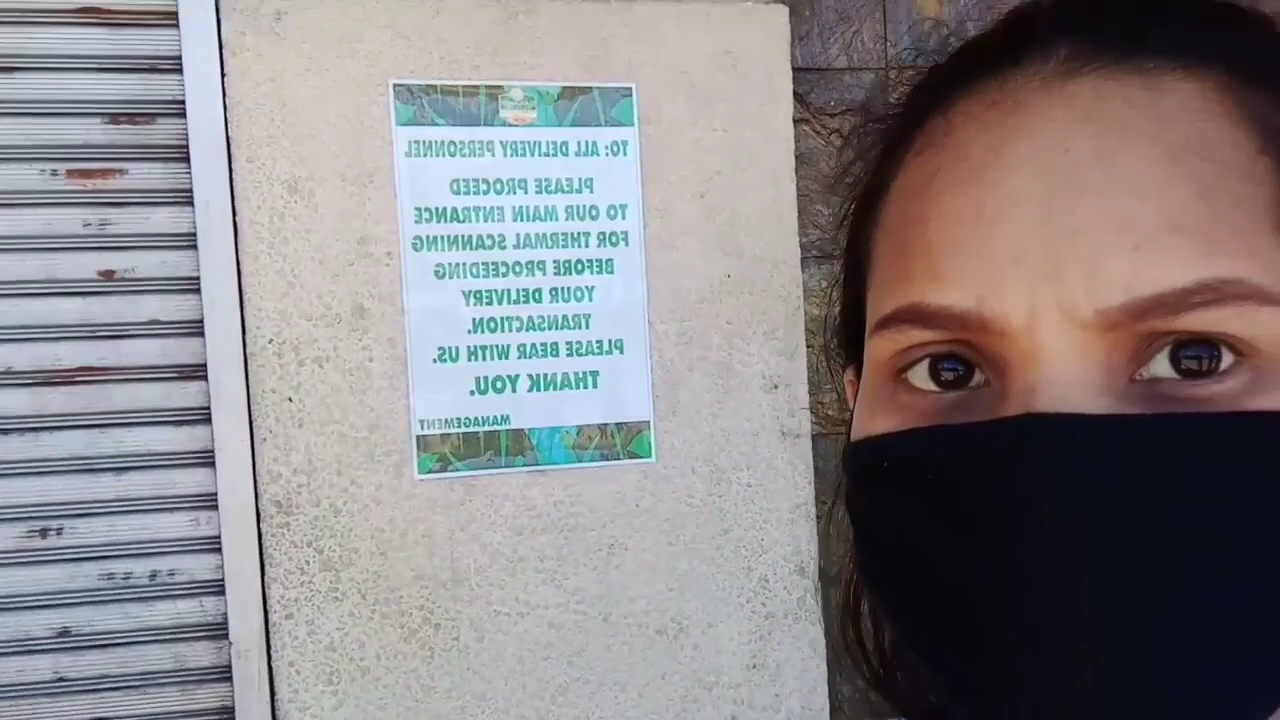 TO: ALL DELIVERY PERSONNEL
PLEASE PROCEED
TO OUR MAIN ENTRANCE
FOR THERMAL SCANNING
BEFORE PROCEEDING
YOUR DELIVERY
TRANSACTION.
PLEASE BEAR WITH US.
THANK YOU.
MANAGEMENT